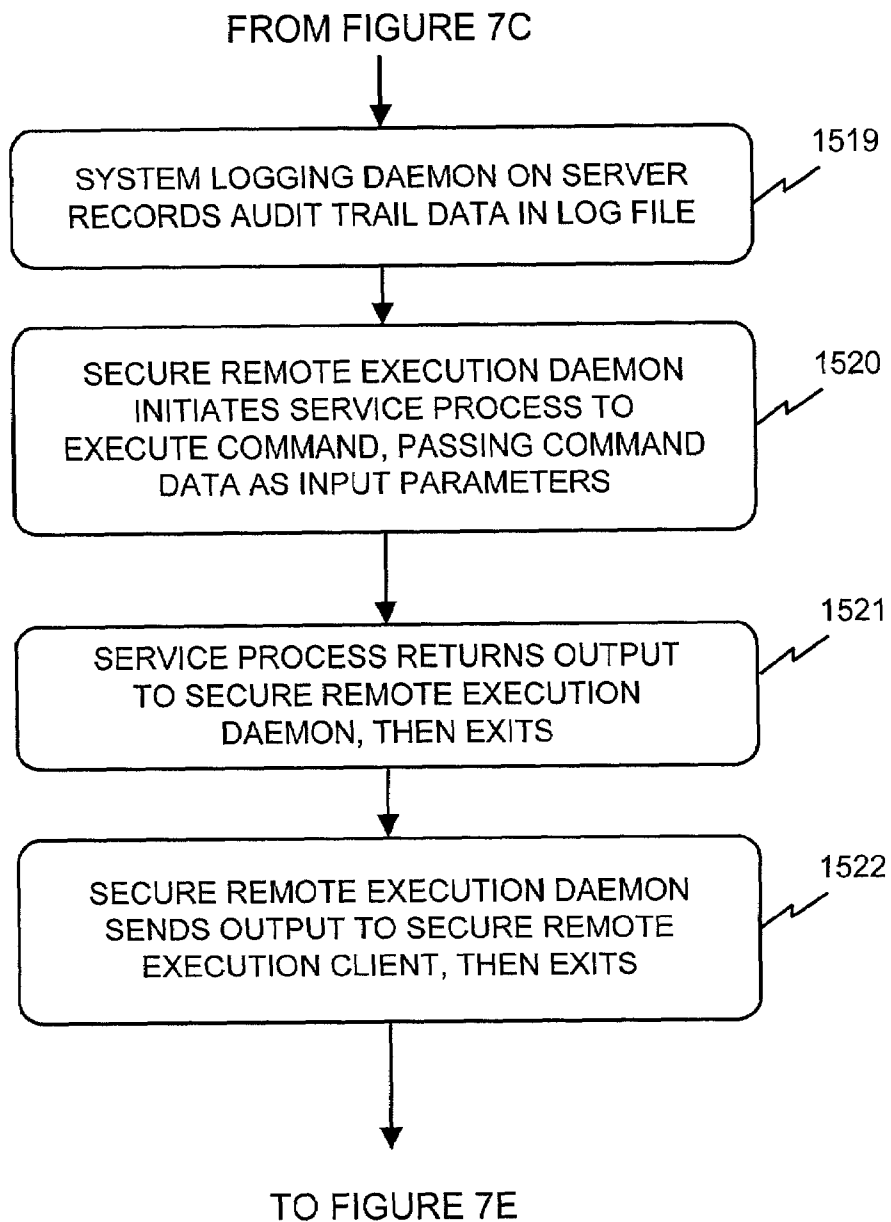 FROM FIGURE 7C
1519
SYSTEM LOGGING DAEMON ON SERVER
RECORDS AUDIT TRAIL DATA IN LOG FILE
1520
SECURE REMOTE EXECUTION DAEMON
INITIATES SERVICE PROCESS TO
EXECUTE COMMAND, PASSING COMMAND
DATA AS INPUT PARAMETERS
1521
SERVICE PROCESS RETURNS OUTPUT
TO SECURE REMOTE EXECUTION
DAEMON, THEN EXITS
1522
SECURE REMOTE EXECUTION DAEMON
SENDS OUTPUT TO SECURE REMOTE
EXECUTION CLIENT, THEN EXITS
TO FIGURE 7E